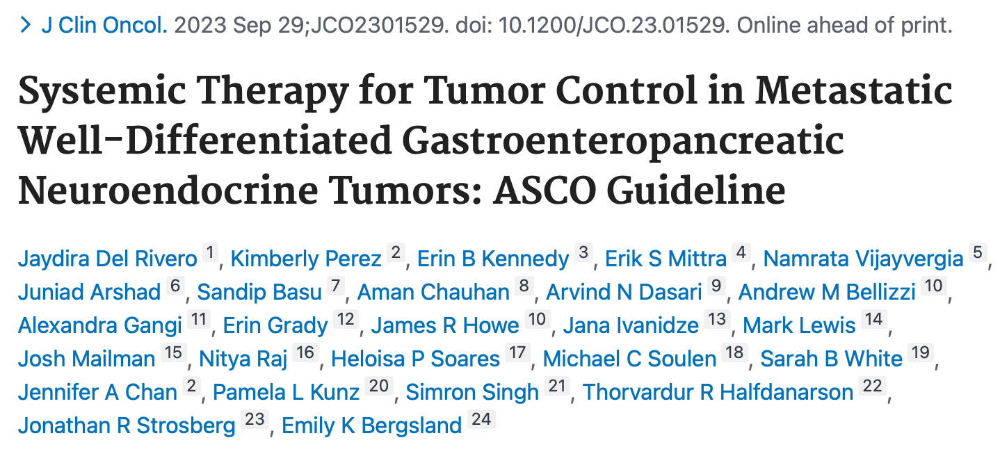 > J Clin Oncol. 2023 Sep 29;JCO2301529. doi: 10.1200/JCO.23.01529. Online ahead of print.
Systemic Therapy for Tumor Control in Metastatic
Well-Differentiated Gastroenteropancreatic
Neuroendocrine Tumors: ASCO Guideline
Jaydira Del Rivero 1, Kimberly Perez 2, Erin B Kennedy 3, Erik S Mittra 4, Namrata Vijayvergia 5,
Juniad Arshad 6, Sandip Basu 7, Aman Chauhan 8, Arvind N Dasari 9, Andrew M Bellizzi 10,
Alexandra Gangi 11, Erin Grady 12, James R Howe 10, Jana Ivanidze 13, Mark Lewis 14,
Josh Mailman 15, Nitya Raj 16, Heloisa P Soares 17, Michael C Soulen 18, Sarah B White 19,
Jennifer A Chan 2, Pamela L Kunz 20, Simron Singh 21, Thorvardur R Halfdanarson 22,
Jonathan R Strosberg 23, Emily K Bergsland 24